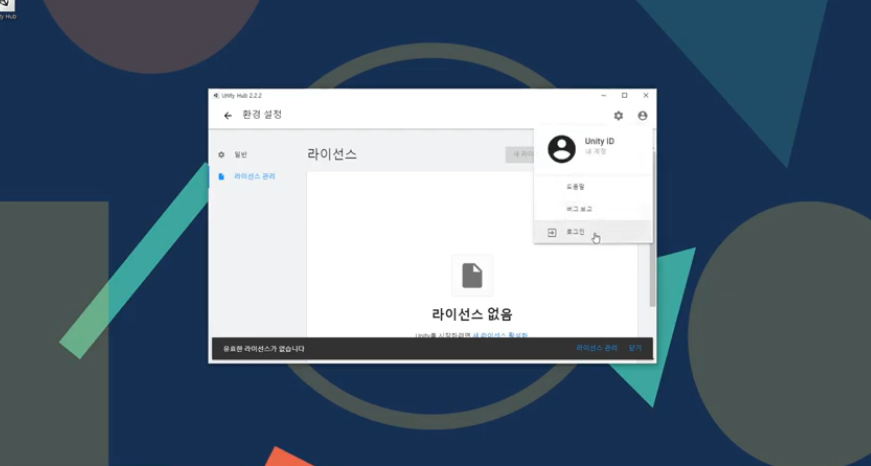 Unity Hub 2.2.2
환경 설정
Unity ID
내 계정
일반
라이선스
새 라이
라이선스 관리
도움말
버그 보고
로그인
라이선스 없음
Unity를 시작하려면 새 라이선스 활성화
유효한 라이선스가 없습니다
라이선스 관리
닫기